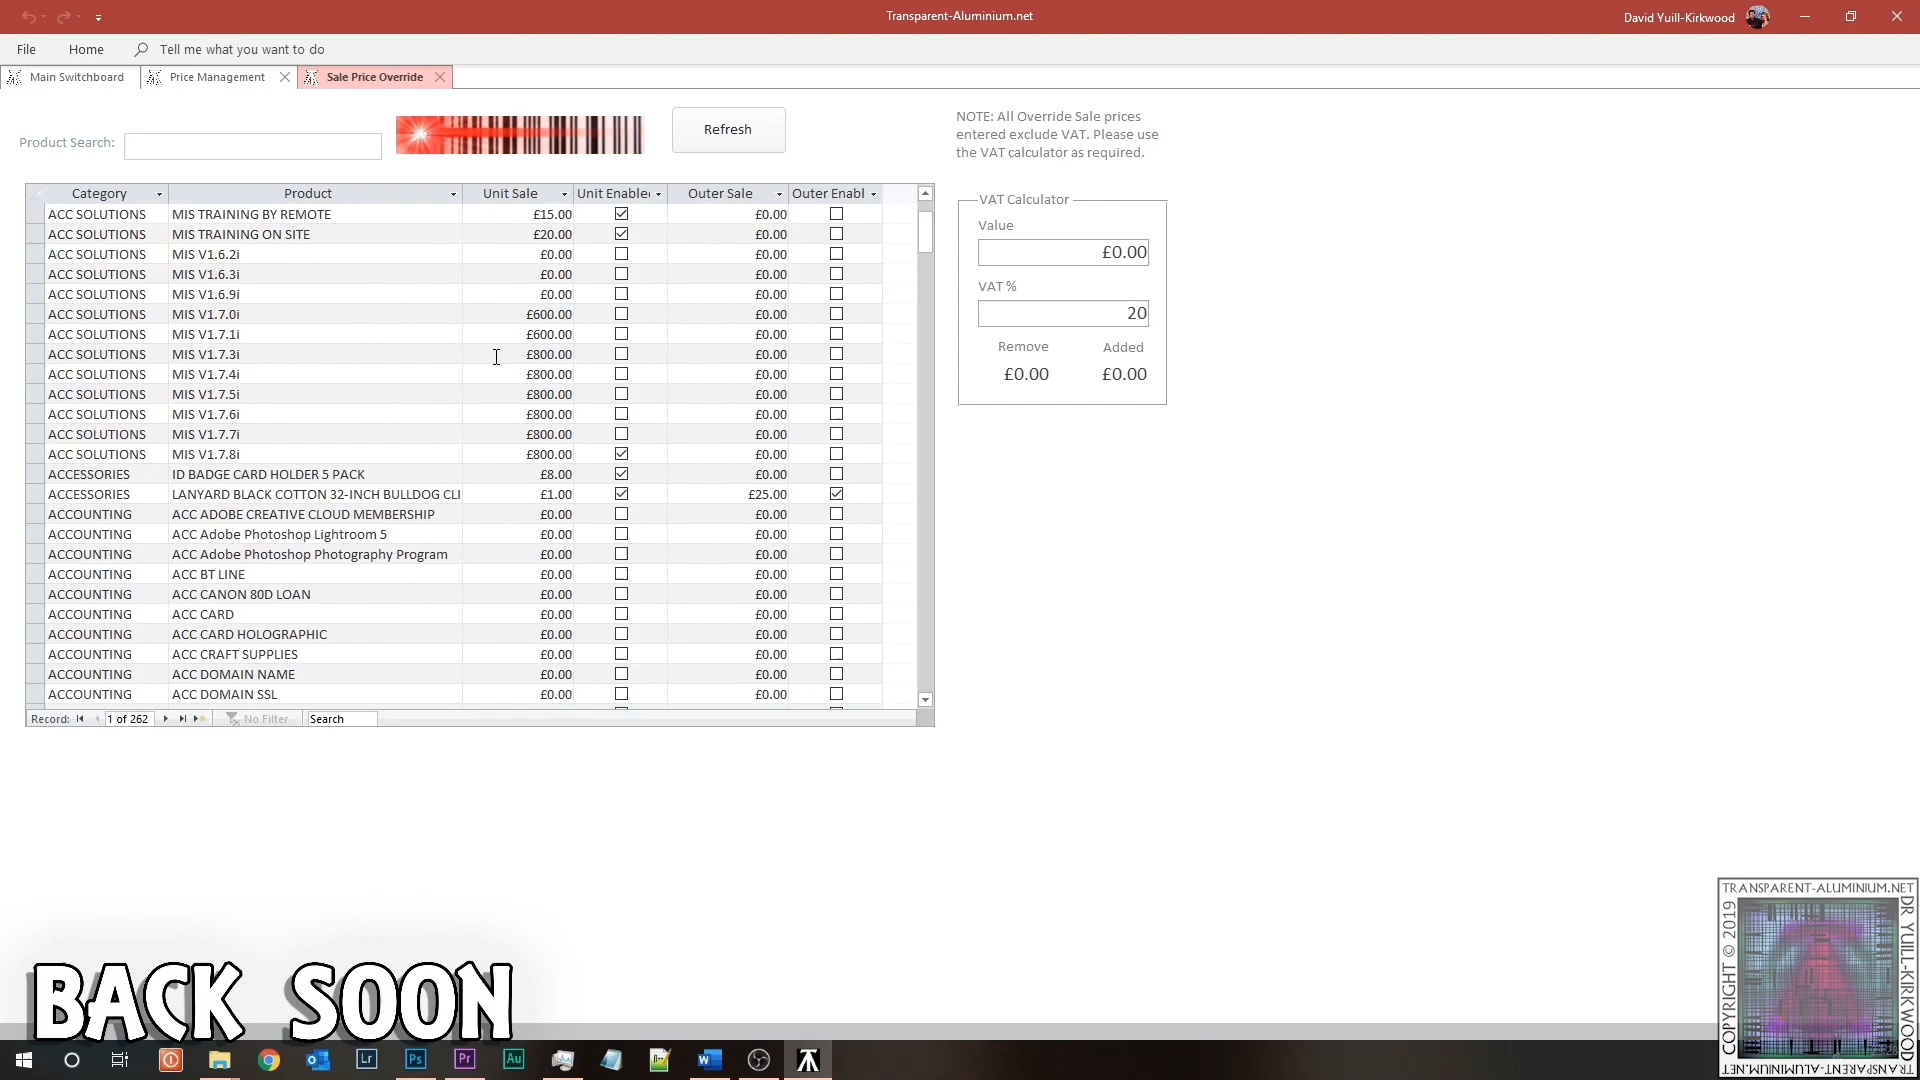 Transparent-Aluminium.net
David Yuill-Kirkwood
File Home Tell me what you want to do
Main Switchboard Price Management Sale Price Override
Product Search:
Refresh
NOTE: All Override Sale prices
entered exclude VAT. Please use
the VAT calculator as required.
Category Product Unit Sale Unit Enable Outer Sale Outer Enabl
ACC SOLUTIONS MIS TRAINING BY REMOTE £15.00 £0.00
ACC SOLUTIONS MIS TRAINING ON SITE £20.00 £0.00
ACC SOLUTIONS MIS V1.6.2i £0.00 £0.00
ACC SOLUTIONS MIS V1.6.3i £0.00 £0.00
ACC SOLUTIONS MIS V1.6.9i £0.00 £0.00
ACC SOLUTIONS MIS V1.7.0i £600.00 £0.00
ACC SOLUTIONS MIS V1.7.1i £600.00 £0.00
ACC SOLUTIONS MIS V1.7.3i £800.00 £0.00
ACC SOLUTIONS MIS V1.7.4i £800.00 £0.00
ACC SOLUTIONS MIS V1.7.5i £800.00 £0.00
ACC SOLUTIONS MIS V1.7.6i £800.00 £0.00
ACC SOLUTIONS MIS V1.7.7i £800.00 £0.00
ACC SOLUTIONS MIS V1.7.8i £800.00 £0.00
ACCESSORIES ID BADGE CARD HOLDER 5 PACK £8.00 £0.00
ACCESSORIES LANYARD BLACK COTTON 32-INCH BULLDOG CLI £1.00 £25.00
ACCOUNTING ACC ADOBE CREATIVE CLOUD MEMBERSHIP £0.00 £0.00
ACCOUNTING ACC Adobe Photoshop Lightroom 5 £0.00 £0.00
ACCOUNTING ACC Adobe Photoshop Photography Program £0.00 £0.00
ACCOUNTING ACC BT LINE £0.00 £0.00
ACCOUNTING ACC CANON 80D LOAN £0.00 £0.00
ACCOUNTING ACC CARD £0.00 £0.00
ACCOUNTING ACC CARD HOLOGRAPHIC £0.00 £0.00
ACCOUNTING ACC CRAFT SUPPLIES £0.00 £0.00
ACCOUNTING ACC DOMAIN NAME £0.00 £0.00
ACCOUNTING ACC DOMAIN SSL £0.00 £0.00
Record: 1 of 262 No Filter Search
VAT Calculator
Value
£0.00
VAT %
20
Remove Added
£0.00 £0.00
BACK SOON
TRANSPARENT-ALUMINIUM.NET
COPYRIGHT © 2019
DR YUILL-KIRKWOOD
TRANSPARENT-ALUMINIUM.NET
Lr Ps Pr Au